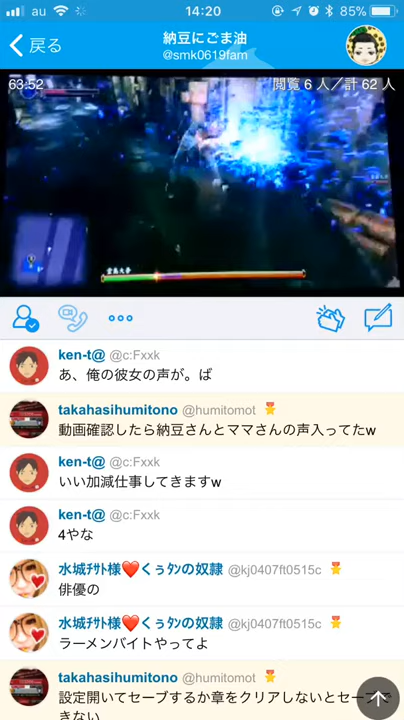 au 14:20 85%
戻る
納豆にごま油
@smk0619fam
63:52 閲覧 6 人／計 62 人
堂島大吾
ken-t@ @c:Fxxk
あ、俺の彼女の声が。ば
takahasihumitono @humitomot
動画確認したら納豆さんとママさんの声入ってたw
ken-t@ @c:Fxxk
いい加減仕事してきますw
ken-t@ @c:Fxxk
4やな
水城ﾁｻﾄ様❤️くぅﾀﾝの奴隷 @kj0407ft0515c
俳優の
水城ﾁｻﾄ様❤️くぅﾀﾝの奴隷 @kj0407ft0515c
ラーメンバイトやってよ
takahasihumitono @humitomot
設定開いてセーブするか章をクリアしないとセーブできない